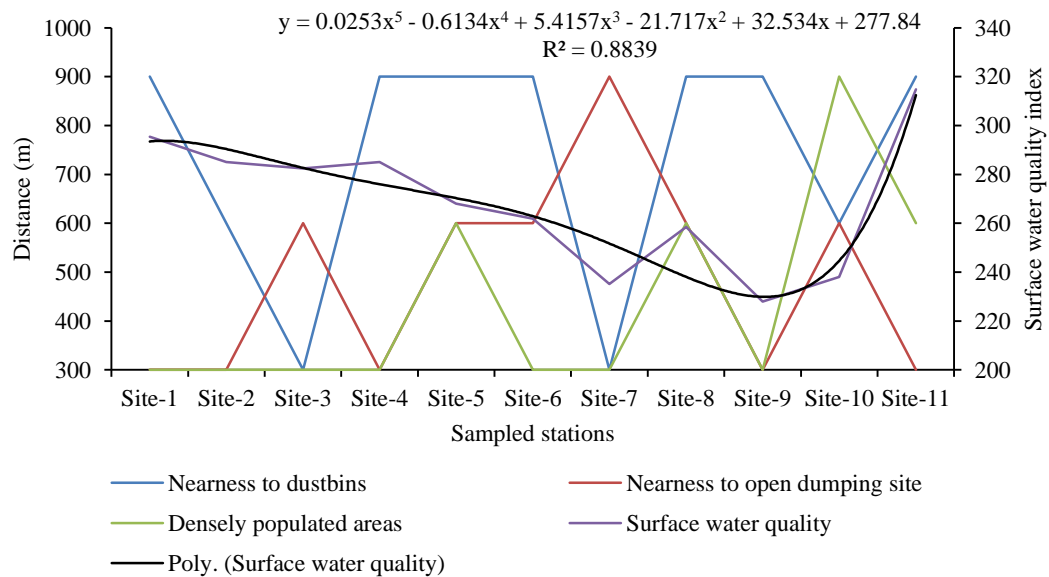 y = 0.0253x⁵ - 0.6134x⁴ + 5.4157x³ - 21.717x² + 32.534x + 277.84
R² = 0.8839
1000
900
800
700
600
500
400
300
Distance (m)
340
320
300
280
260
240
220
200
Surface water quality index
Site-1 Site-2 Site-3 Site-4 Site-5 Site-6 Site-7 Site-8 Site-9 Site-10 Site-11
Sampled stations
Nearness to dustbins
Nearness to open dumping site
Densely populated areas
Surface water quality
Poly. (Surface water quality)